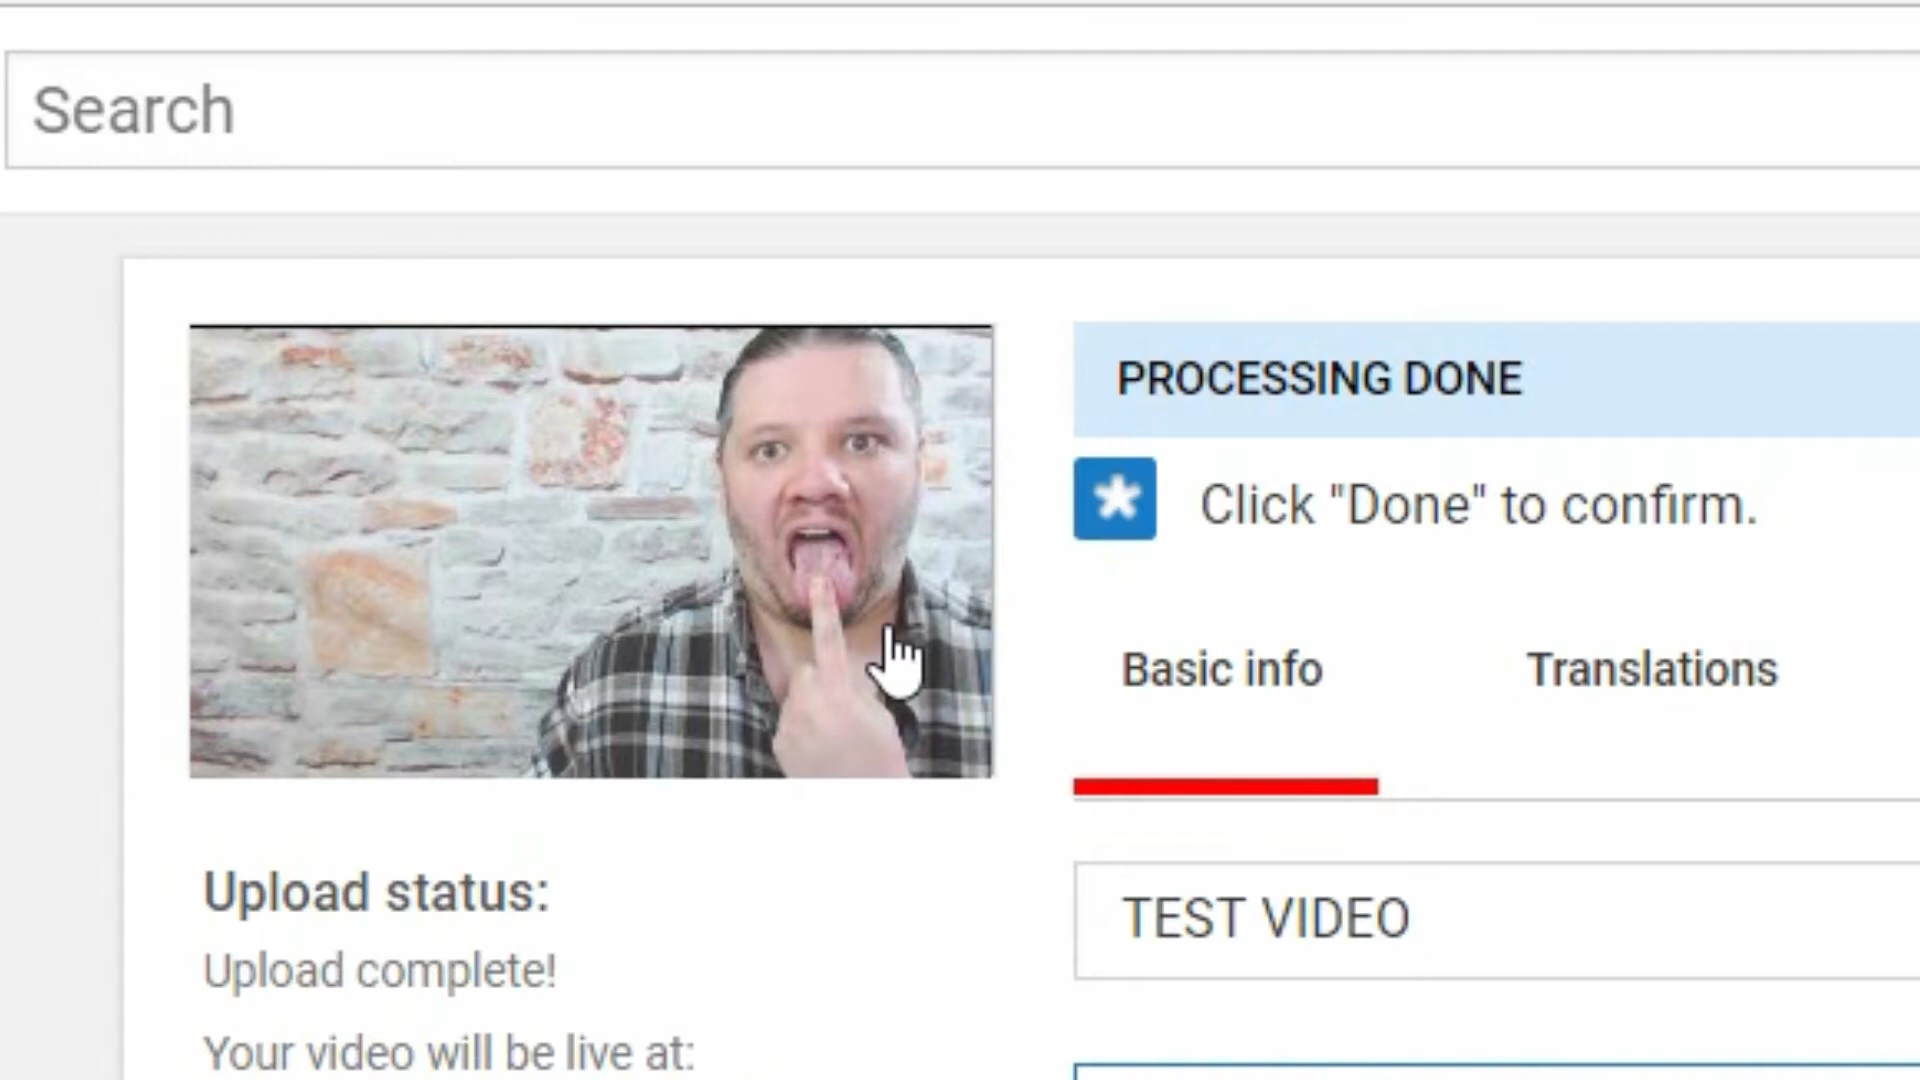 Search
PROCESSING DONE
Click "Done" to confirm.
Basic info
Translations
Upload status:
TEST VIDEO
Upload complete!
Your video will be live at: